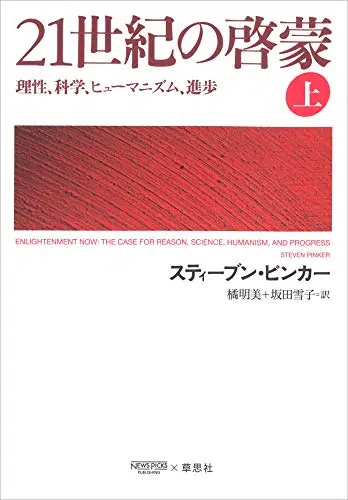 21世紀の啓蒙
理性、科学、ヒューマニズム、進歩
上
ENLIGHTENMENT NOW: THE CASE FOR REASON, SCIENCE, HUMANISM, AND PROGRESS
STEVEN PINKER
スティーブン・ピンカー
橘明美+坂田雪子=訳
NEWS PICKS PUBLISHING × 草思社